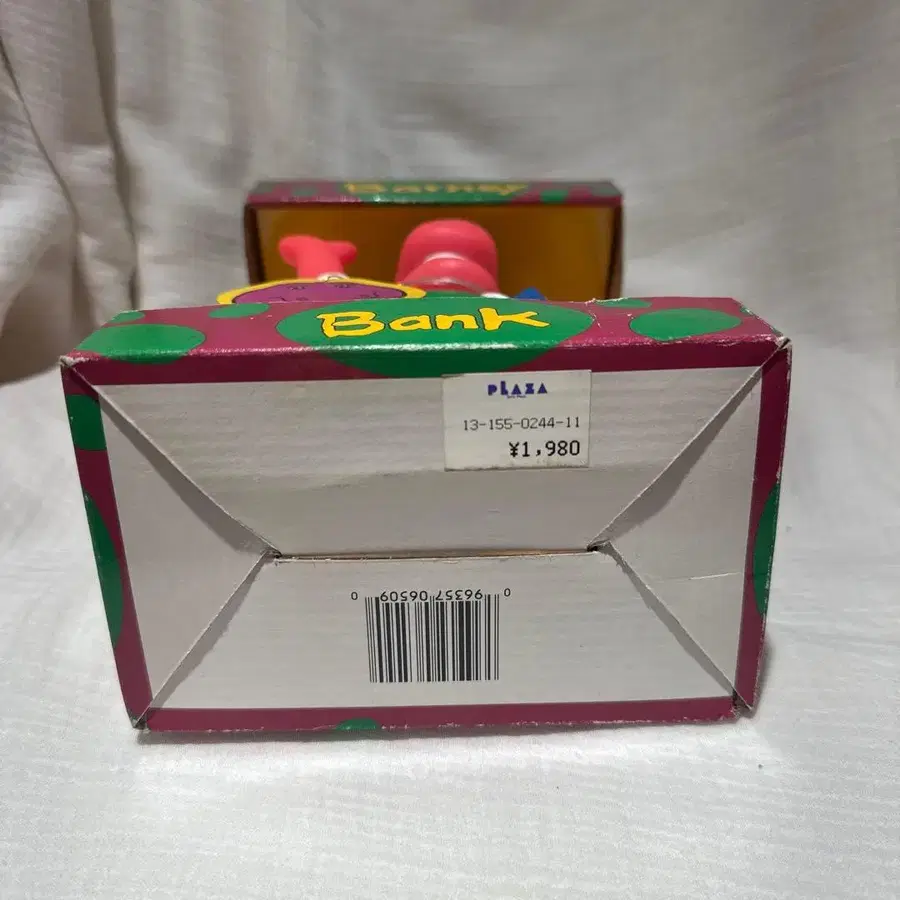 Barney
Bank
PLAZA
13-155-0244-11
¥1,980
0 96357 06509 0